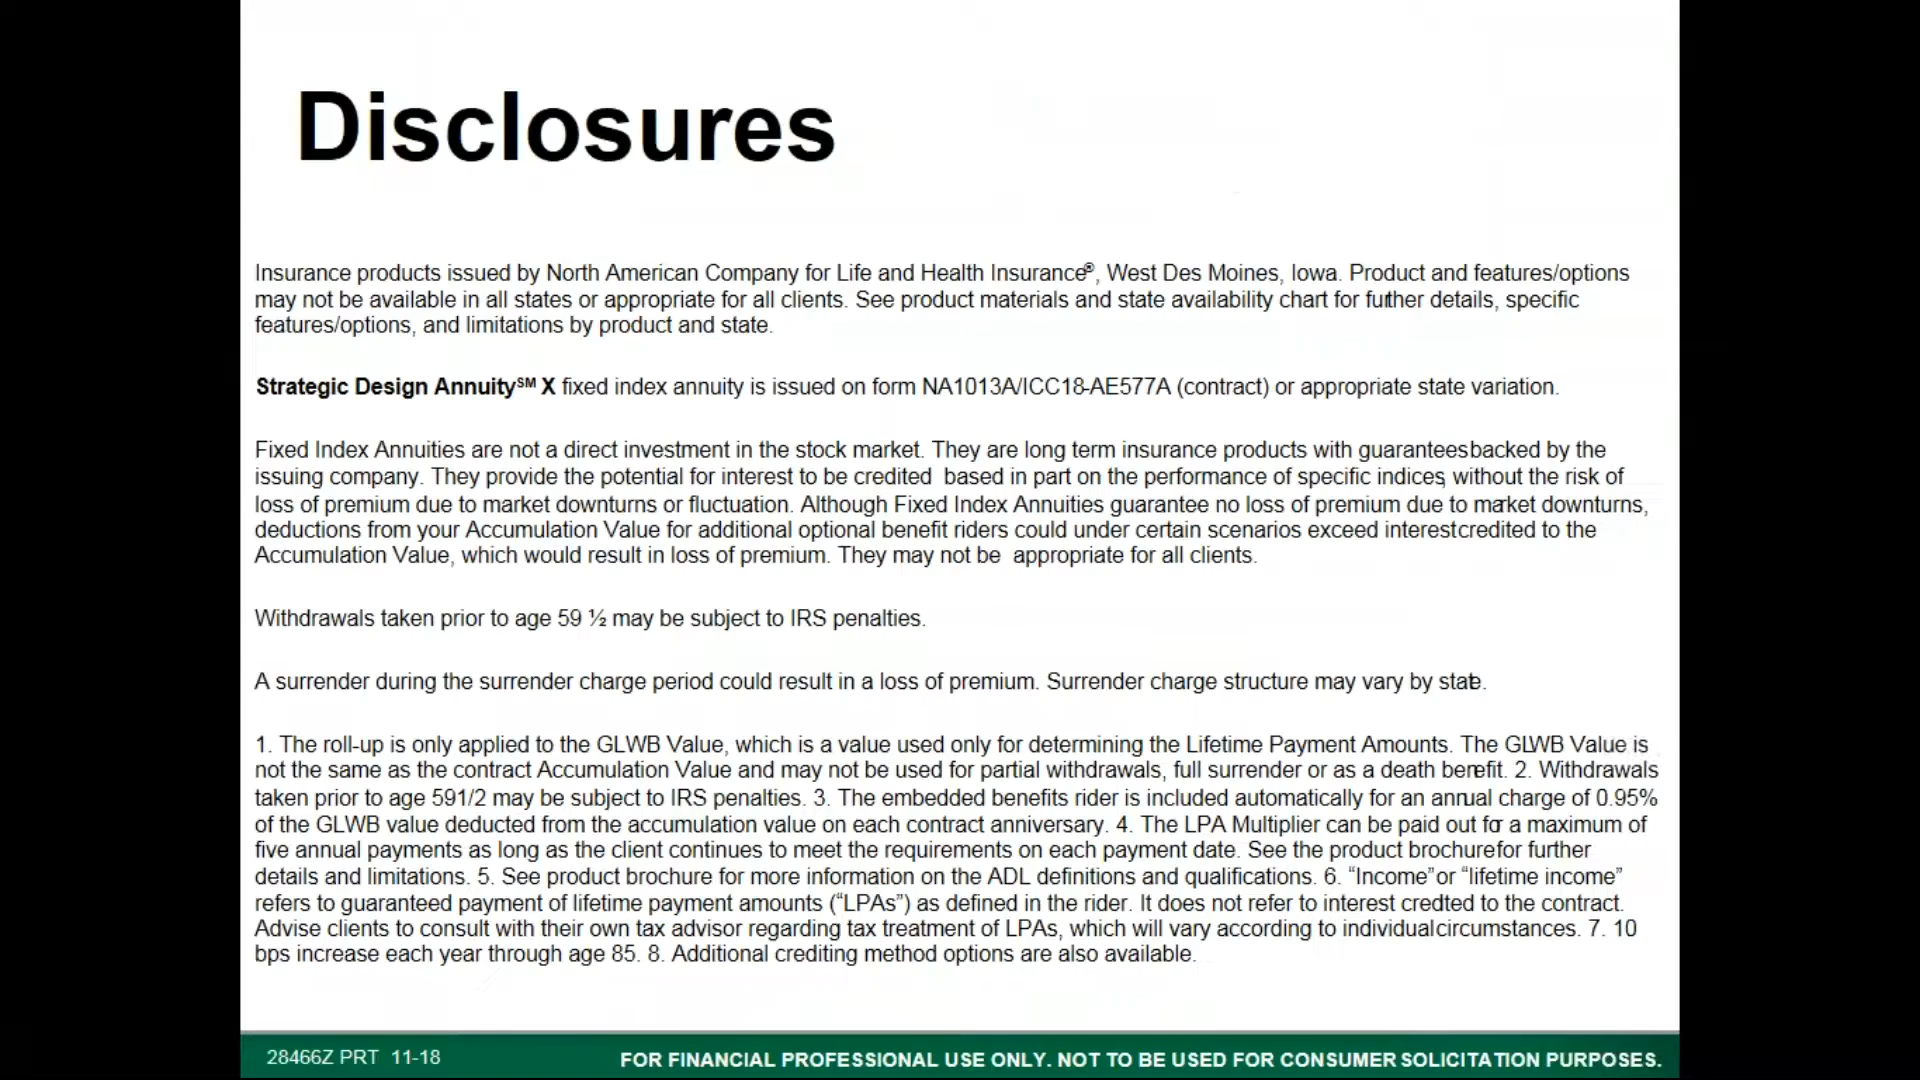 Disclosures
Insurance products issued by North American Company for Life and Health Insurance®, West Des Moines, Iowa. Product and features/options
may not be available in all states or appropriate for all clients. See product materials and state availability chart for further details, specific
features/options, and limitations by product and state.
Strategic Design Annuity℠ X fixed index annuity is issued on form NA1013A/ICC18-AE577A (contract) or appropriate state variation.
Fixed Index Annuities are not a direct investment in the stock market. They are long term insurance products with guarantees backed by the
issuing company. They provide the potential for interest to be credited based in part on the performance of specific indices, without the risk of
loss of premium due to market downturns or fluctuation. Although Fixed Index Annuities guarantee no loss of premium due to market downturns,
deductions from your Accumulation Value for additional optional benefit riders could under certain scenarios exceed interest credited to the
Accumulation Value, which would result in loss of premium. They may not be appropriate for all clients.
Withdrawals taken prior to age 59 ½ may be subject to IRS penalties.
A surrender during the surrender charge period could result in a loss of premium. Surrender charge structure may vary by state.
1. The roll-up is only applied to the GLWB Value, which is a value used only for determining the Lifetime Payment Amounts. The GLWB Value is
not the same as the contract Accumulation Value and may not be used for partial withdrawals, full surrender or as a death benefit. 2. Withdrawals
taken prior to age 591/2 may be subject to IRS penalties. 3. The embedded benefits rider is included automatically for an annual charge of 0.95%
of the GLWB value deducted from the accumulation value on each contract anniversary. 4. The LPA Multiplier can be paid out for a maximum of
five annual payments as long as the client continues to meet the requirements on each payment date. See the product brochure for further
details and limitations. 5. See product brochure for more information on the ADL definitions and qualifications. 6. “Income” or “lifetime income”
refers to guaranteed payment of lifetime payment amounts (“LPAs”) as defined in the rider. It does not refer to interest credited to the contract.
Advise clients to consult with their own tax advisor regarding tax treatment of LPAs, which will vary according to individual circumstances. 7. 10
bps increase each year through age 85. 8. Additional crediting method options are also available.
28466Z PRT 11-18
FOR FINANCIAL PROFESSIONAL USE ONLY. NOT TO BE USED FOR CONSUMER SOLICITATION PURPOSES.